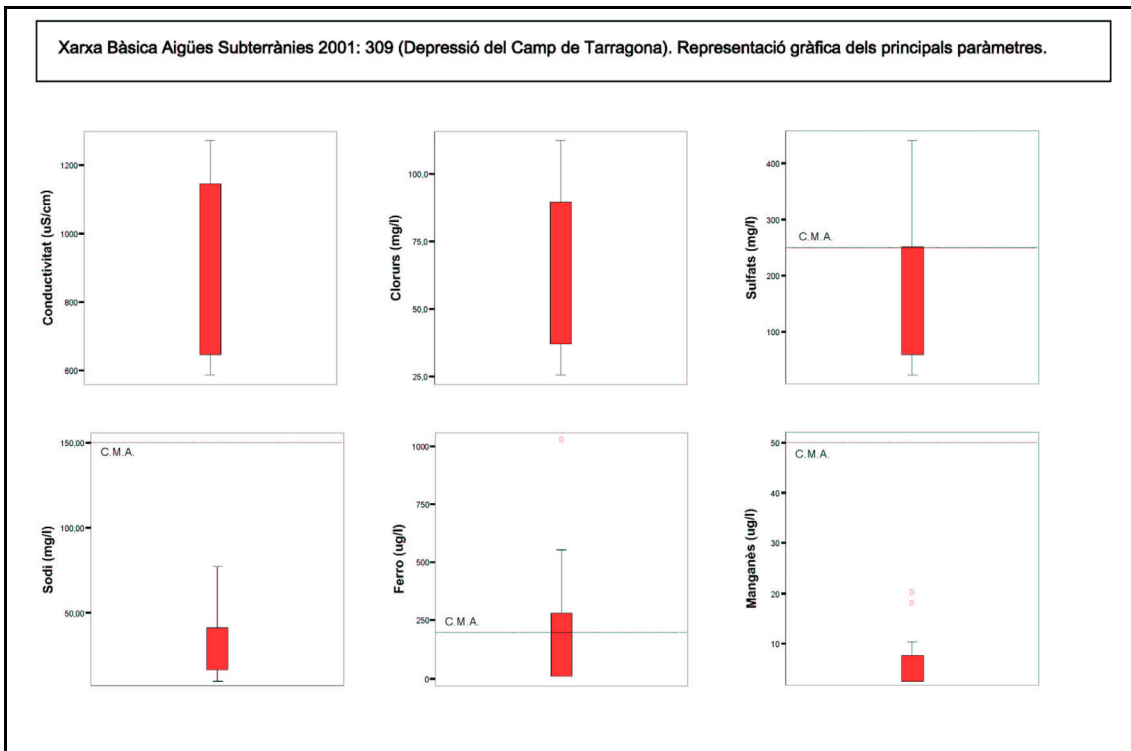 Xarxa Bàsica Aigües Subterrànies 2001: 309 (Depressió del Camp de Tarragona). Representació gràfica dels principals paràmetres.
Conductivitat (uS/cm)
1200
1000
800
600
Clorurs (mg/l)
100,0
75,0
50,0
25,0
Sulfats (mg/l)
400
300
200
100
C.M.A.
Sodi (mg/l)
150,00
100,00
50,00
C.M.A.
Ferro (ug/l)
1000
750
500
250
0
C.M.A.
Manganès (ug/l)
50
40
30
20
10
C.M.A.